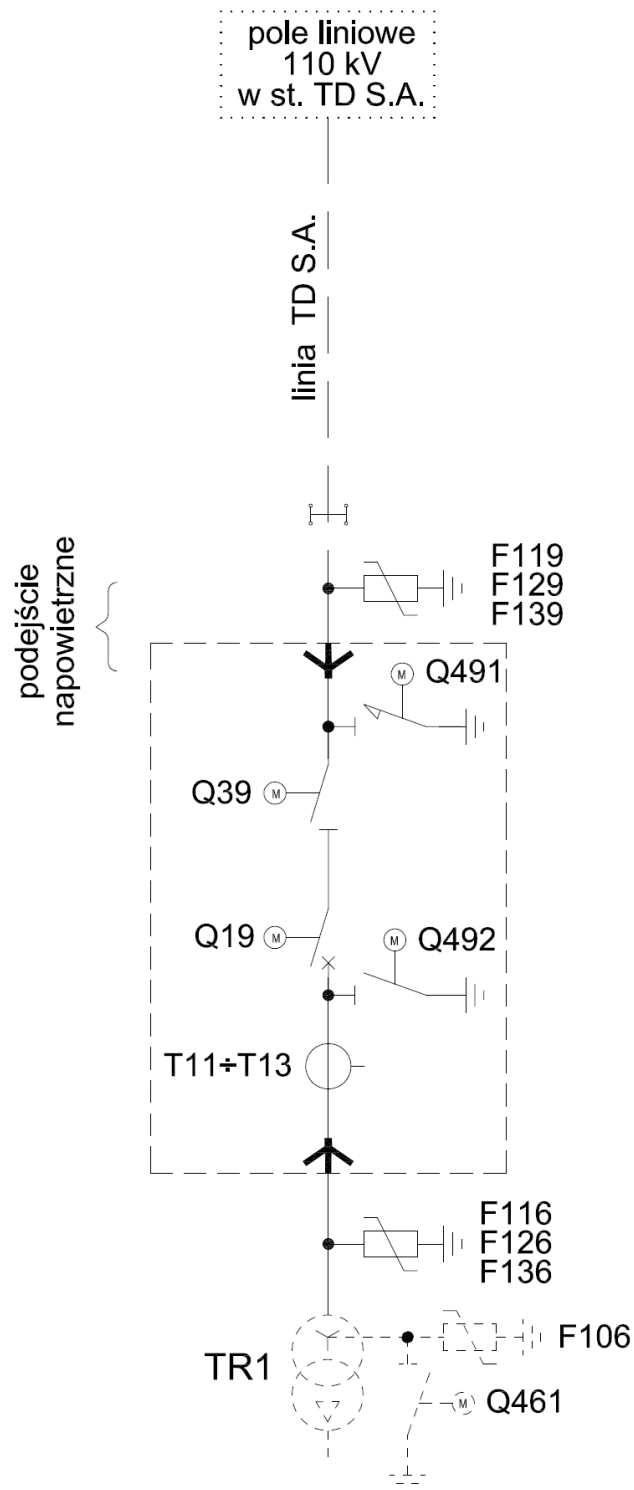 pole liniowe
110 kV
w st. TD S.A.
linia TD S.A.
podejście
napowietrzne
F119
F129
F139
M
Q491
Q39
M
Q19
M
M
Q492
T11÷T13
F116
F126
F136
F106
TR1
M
Q461